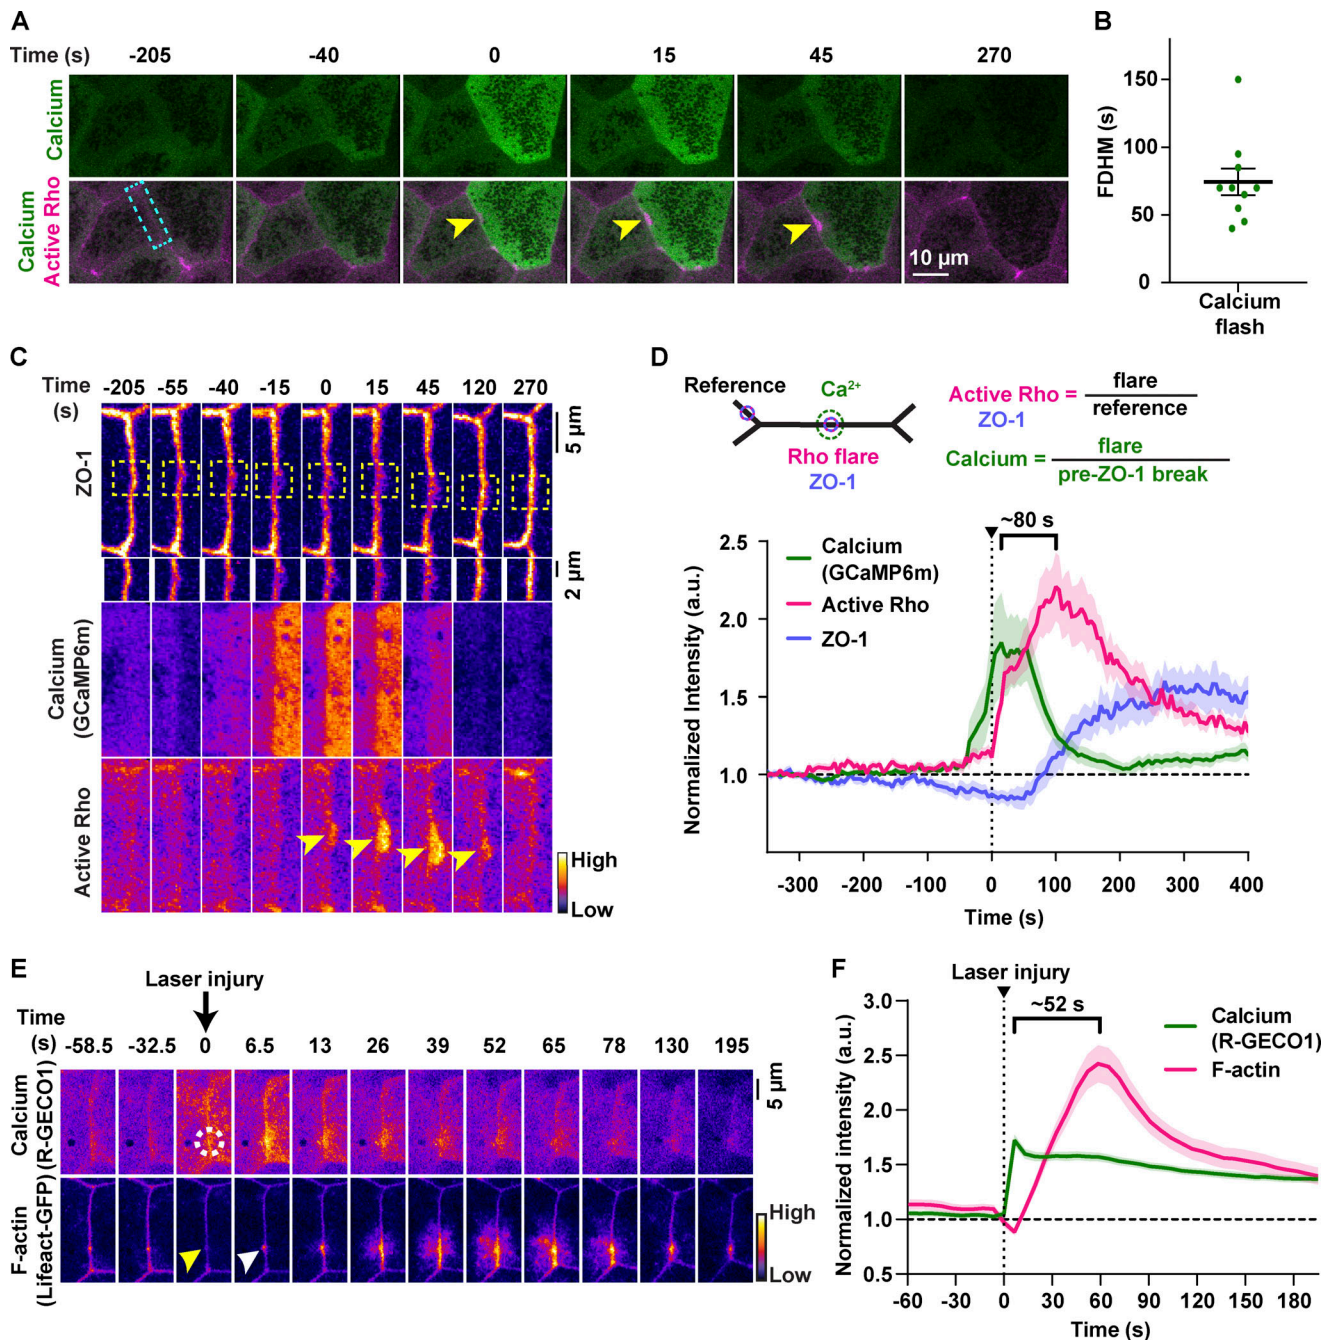 A
Time (s) -205 -40 0 15 45 270
Calcium
Calcium
Active Rho
10 µm
B
FDHM (s)
150
100
50
0
Calcium
flash
C
Time
(s)
-205 -55 -40 -15 0 15 45 120 270
ZO-1
5 µm
2 µm
Calcium
(GCaMP6m)
Active Rho
High
Low
D
Reference
Ca²⁺
Rho flare
ZO-1
Active Rho = flare
ZO-1 reference
Calcium = flare
pre-ZO-1 break
~80 s
Calcium
(GCaMP6m)
Active Rho
ZO-1
Normalized Intensity (a.u.)
2.5
2.0
1.5
1.0
-300 -200 -100 0 100 200 300 400
Time (s)
E
Laser injury
Time
(s)
-58.5 -32.5 0 6.5 13 26 39 52 65 78 130 195
Calcium
(R-GECO1)
5 µm
F-actin
(Lifeact-GFP)
High
Low
F
Laser injury
~52 s
Calcium
(R-GECO1)
F-actin
Normalized intensity (a.u.)
3.0
2.5
2.0
1.5
1.0
0.5
-60 -30 0 30 60 90 120 150 180
Time (s)